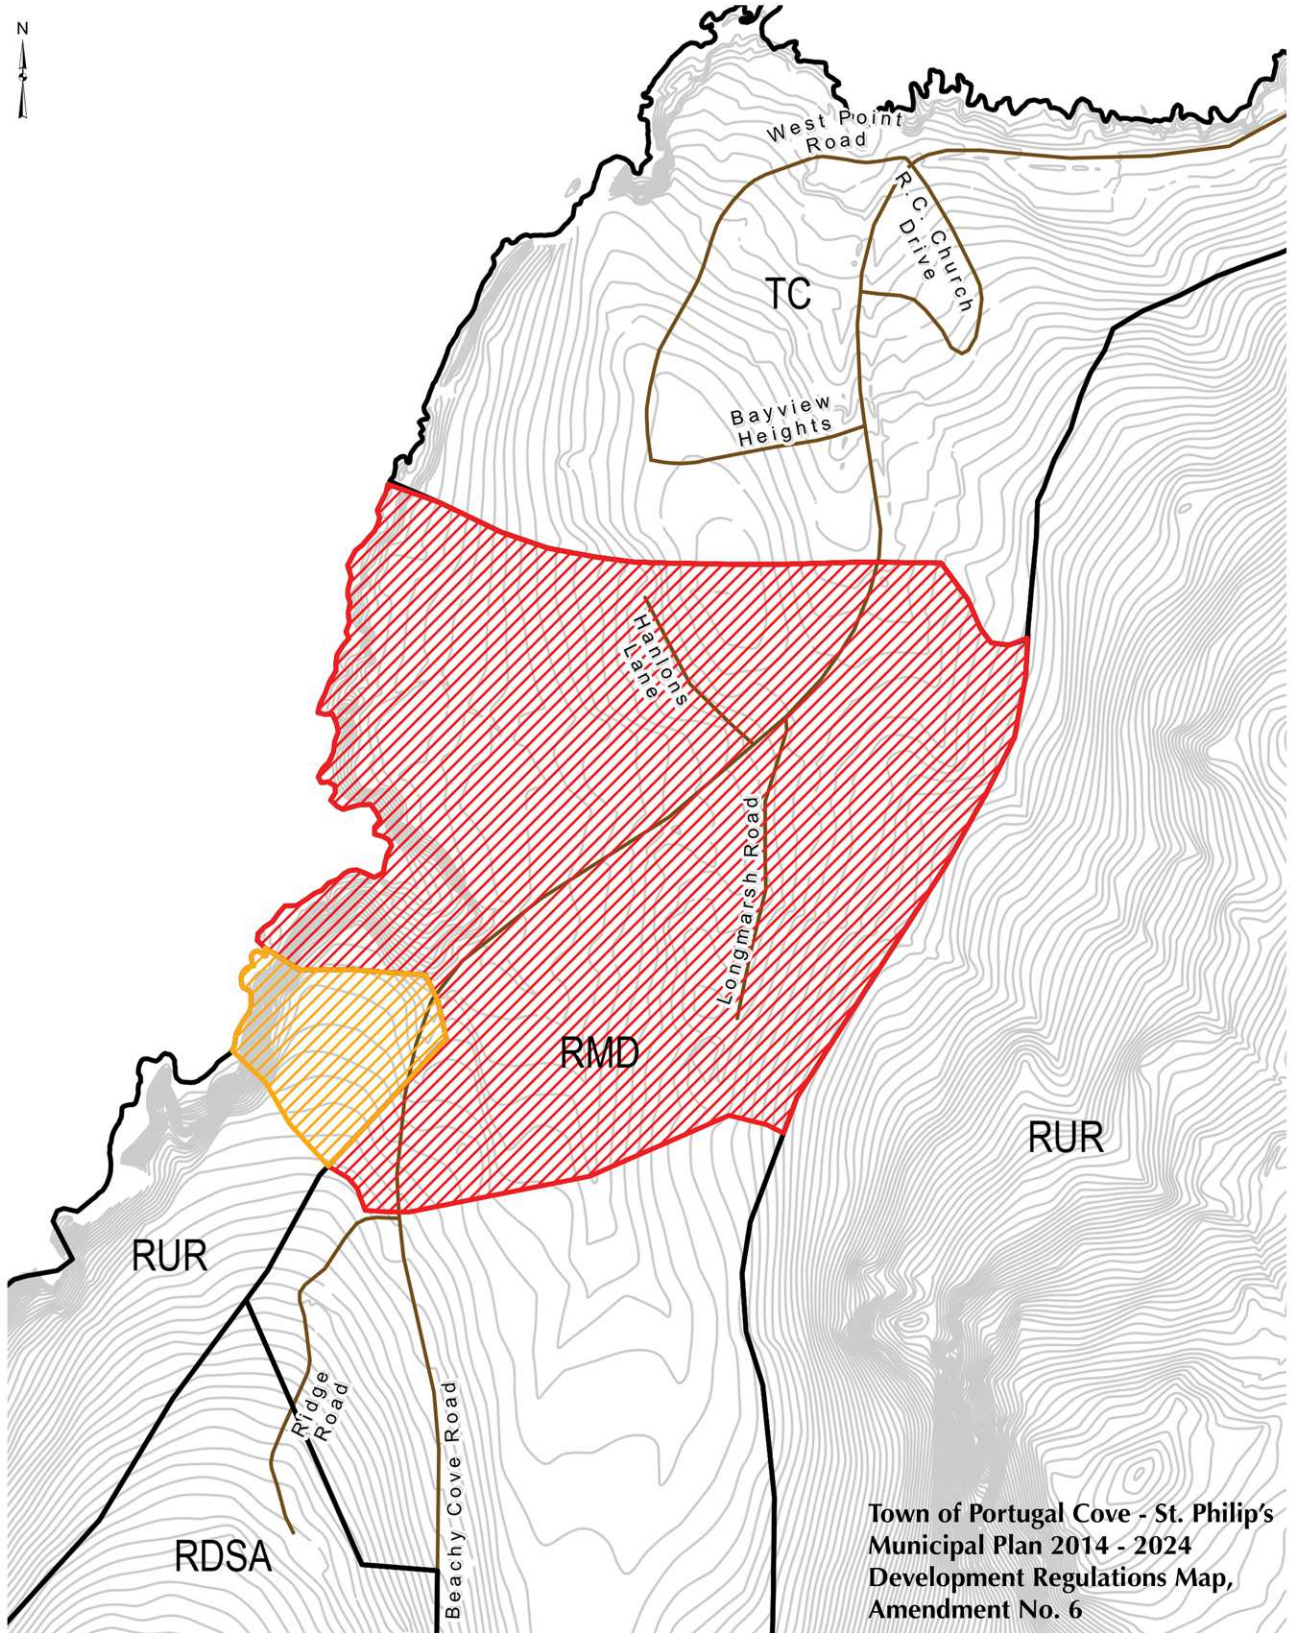 N
West Point
Road
R.C. Church
Drive
TC
Bayview
Heights
Hanlons
Lane
Longmarsh Road
RMD
RUR
RUR
Ridge
Road
Beachy Cove Road
RDSA
Town of Portugal Cove - St. Philip's
Municipal Plan 2014 - 2024
Development Regulations Map,
Amendment No. 6